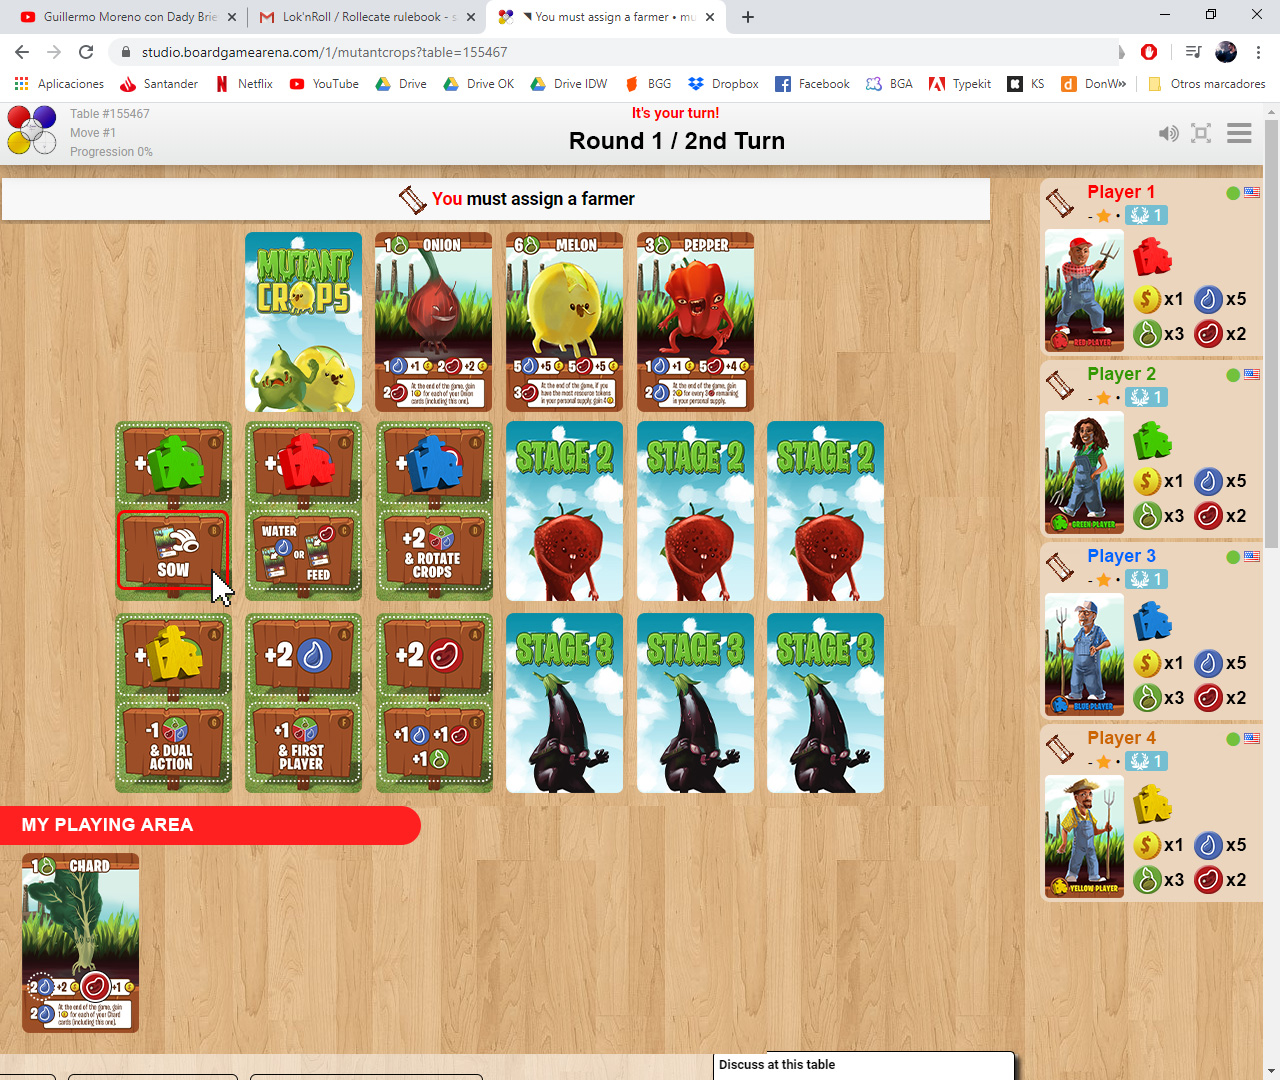 Guillermo Moreno con Dady Brie
Lok'nRoll / Rollecate rulebook - s
You must assign a farmer • mu
studio.boardgamearena.com/1/mutantcrops?table=155467
Aplicaciones
Santander
Netflix
YouTube
Drive
Drive OK
Drive IDW
BGG
Dropbox
Facebook
BGA
Typekit
KS
DonW
Otros marcadores
Table #155467
Move #1
Progression 0%
It's your turn!
Round 1 / 2nd Turn
You must assign a farmer
MUTANT
CROPS
1 ONION
1 +1 2 +2
2 At the end of the game, gain
1 for each of your Onion
cards (including this one).
6 MELON
5 +5 5 +5
3 At the end of the game, if you
have the most resource tokens
in your personal supply, gain 4
3 PEPPER
1 +1 5 +4
2 At the end of the game, gain
2 for every 3 remaining
in your personal supply.
A
A
A
B
SOW
C
WATER
OR
FEED
D
+2
& ROTATE
CROPS
STAGE 2
STAGE 2
STAGE 2
A
A
+2
A
+2
G
-1
& DUAL
ACTION
F
+1
& FIRST
PLAYER
E
+1 +1
+1
STAGE 3
STAGE 3
STAGE 3
MY PLAYING AREA
1 CHARD
2 +2 +1
2 At the end of the game, gain
1 for each of your Chard
cards (including this one).
Player 1
- • 1
x1 x5
x3 x2
RED PLAYER
Player 2
- • 1
x1 x5
x3 x2
GREEN PLAYER
Player 3
- • 1
x1 x5
x3 x2
BLUE PLAYER
Player 4
- • 1
x1 x5
x3 x2
YELLOW PLAYER
Discuss at this table